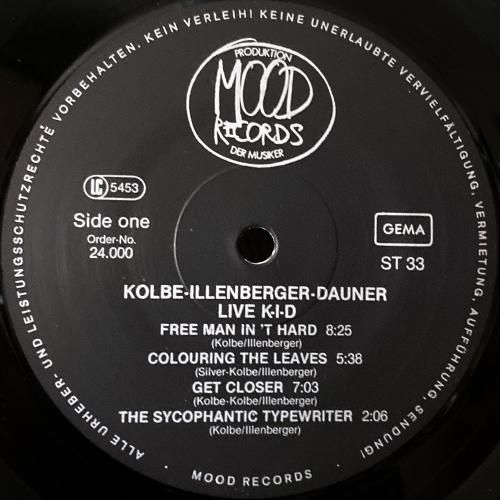 ALLE URHEBER- UND LEISTUNGSSCHUTZRECHTE VORBEHALTEN, KEIN VERLEIH! KEINE UNERLAUBTE VERVIELFÄLTIGUNG, VERMIETUNG, AUFFÜHRUNG, SENDUNG!
PRODUKTION
MOOD
RECORDS
DER MUSIKER
LC 5453
Side one
Order-No.
24.000
GEMA
ST 33
KOLBE-ILLENBERGER-DAUNER
LIVE K-I-D
FREE MAN IN 'T HARD 8:25
(Kolbe/Illenberger)
COLOURING THE LEAVES 5:38
(Silver-Kolbe/Illenberger)
GET CLOSER 7:03
(Kolbe-Kolbe/Illenberger)
THE SYCOPHANTIC TYPEWRITER 2:06
(Kolbe/Illenberger)
MOOD RECORDS